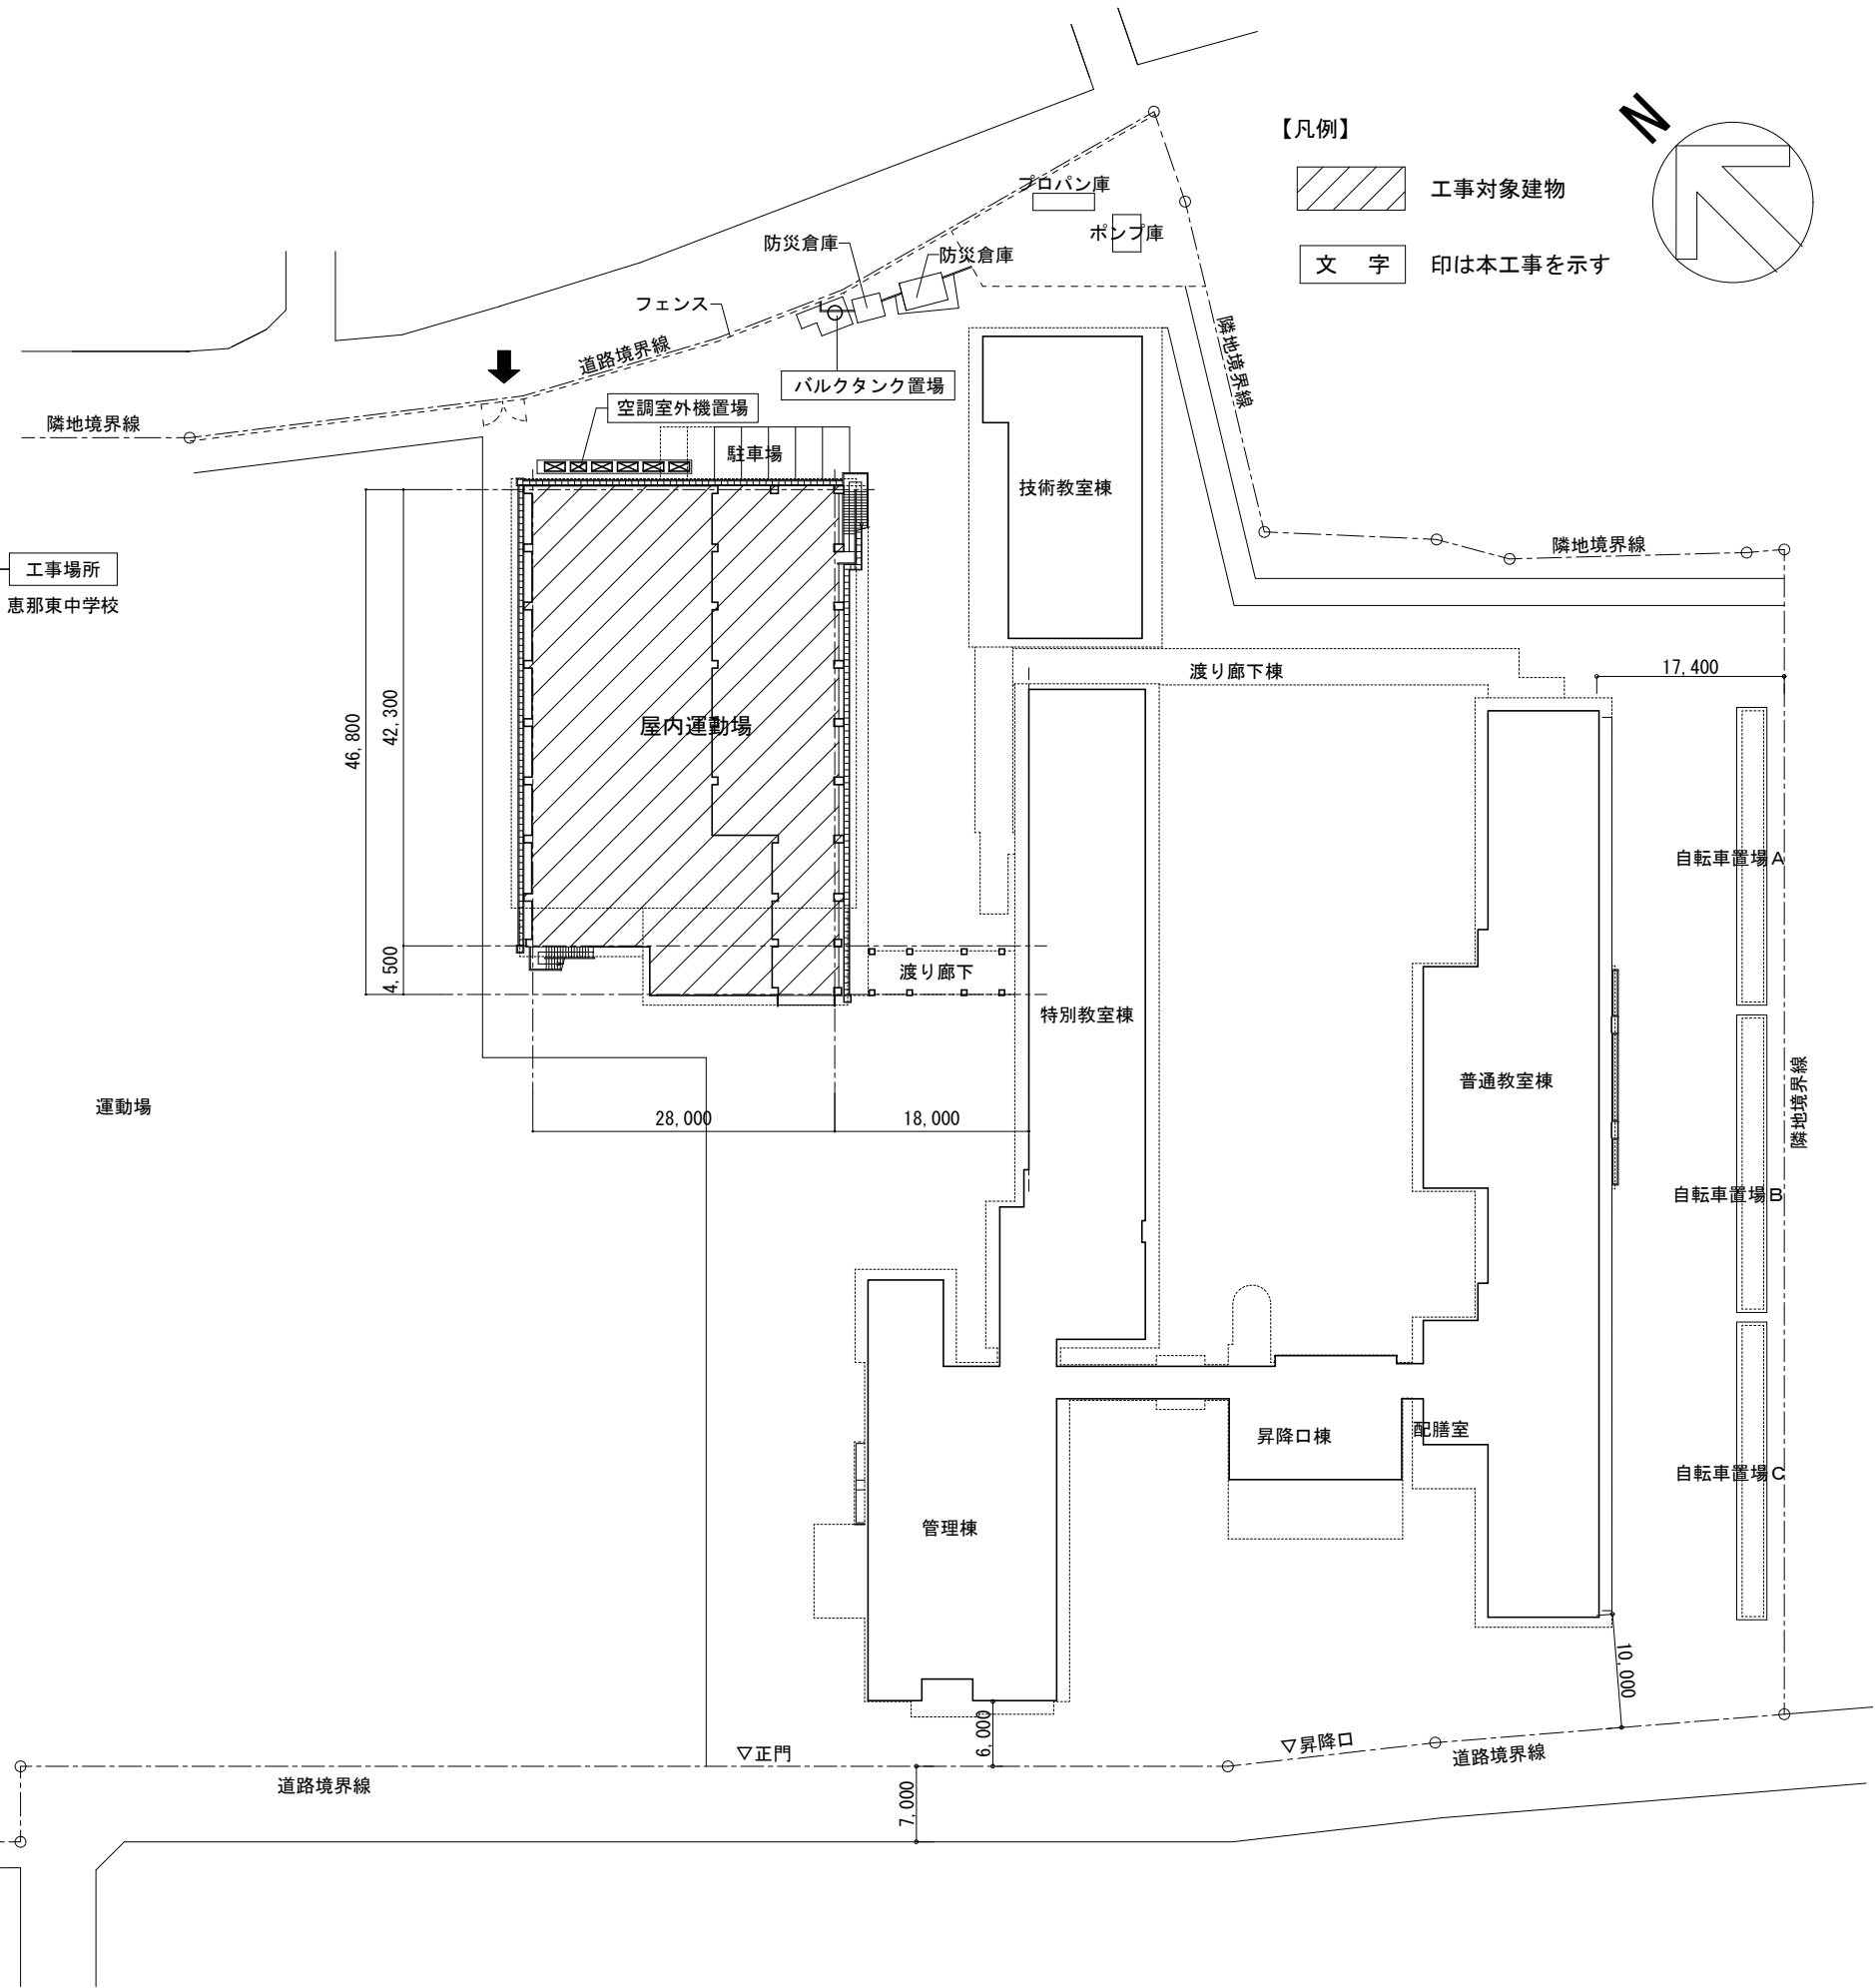 N
【凡例】
工事対象建物
文　字
印は本工事を示す
プロパン庫
ポンプ庫
防災倉庫
防災倉庫
フェンス
道路境界線
バルクタンク置場
隣地境界線
空調室外機置場
駐車場
隣地境界線
技術教室棟
隣地境界線
工事場所
恵那東中学校
渡り廊下棟
17,400
46,800
42,300
屋内運動場
自転車置場A
4,500
渡り廊下
特別教室棟
普通教室棟
隣地境界線
運動場
28,000
18,000
自転車置場B
昇降口棟
配膳室
自転車置場C
管理棟
10,000
6,000
▽正門
▽昇降口
道路境界線
道路境界線
7,000